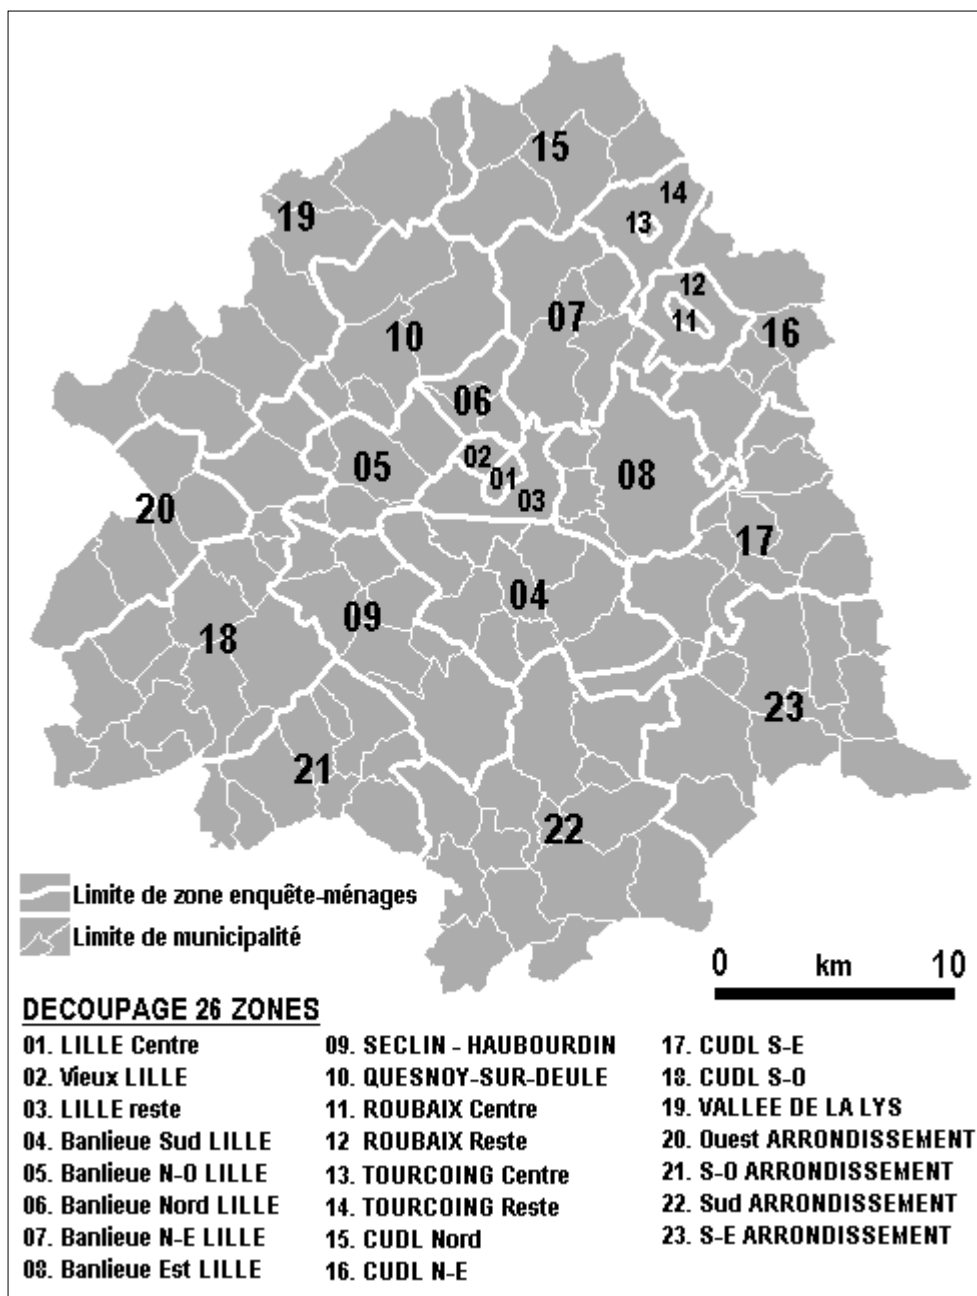 15
14
13
19
12
07
11
16
10
06
02
05
01
08
03
20
17
04
09
18
23
21
22
Limite de zone enquête-ménages
Limite de municipalité
0 km 10
DECOUPAGE 26 ZONES
01. LILLE Centre
02. Vieux LILLE
03. LILLE reste
04. Banlieue Sud LILLE
05. Banlieue N-O LILLE
06. Banlieue Nord LILLE
07. Banlieue N-E LILLE
08. Banlieue Est LILLE
09. SECLIN - HAUBOURDIN
10. QUESNOY-SUR-DEULE
11. ROUBAIX Centre
12 ROUBAIX Reste
13. TOURCOING Centre
14. TOURCOING Reste
15. CUDL Nord
16. CUDL N-E
17. CUDL S-E
18. CUDL S-O
19. VALLEE DE LA LYS
20. Ouest ARRONDISSEMENT
21. S-O ARRONDISSEMENT
22. Sud ARRONDISSEMENT
23. S-E ARRONDISSEMENT